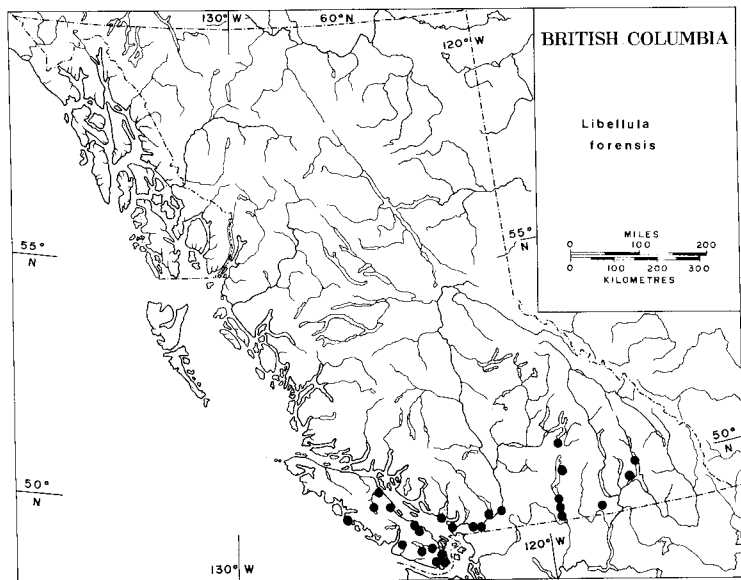 130° W
60° N
120° W
BRITISH COLUMBIA
Libellula
forensis
MILES
0 100 200
0 100 200 300
KILOMETRES
55°
N
55°
N
50°
N
50°
N
130° W
120° W